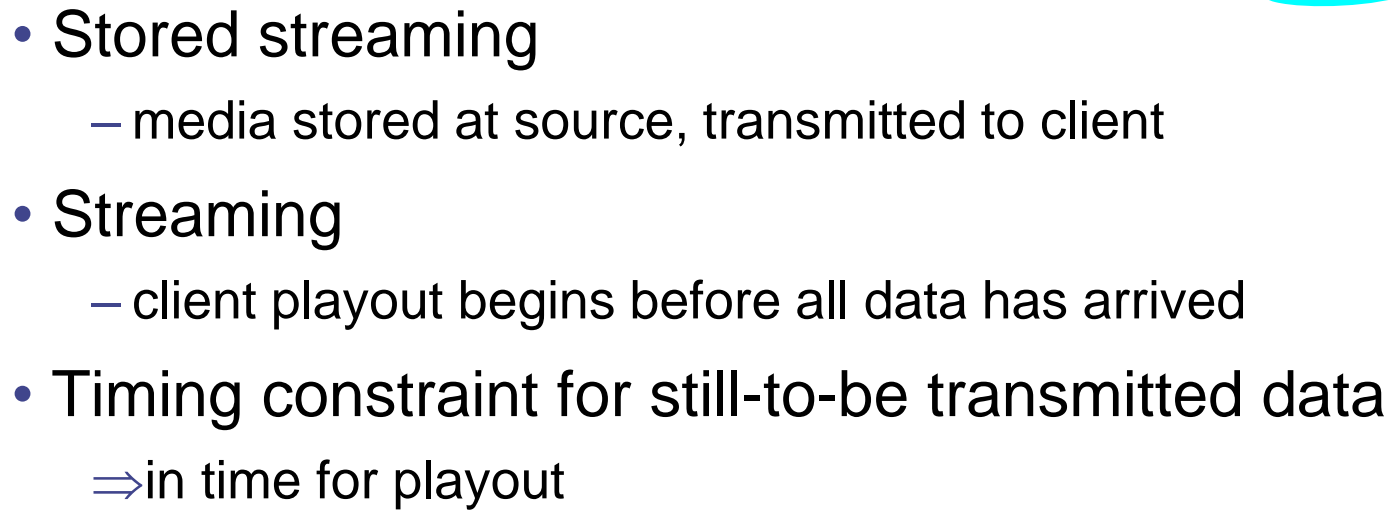 • Stored streaming
– media stored at source, transmitted to client
• Streaming
– client playout begins before all data has arrived
• Timing constraint for still-to-be transmitted data
⇒in time for playout